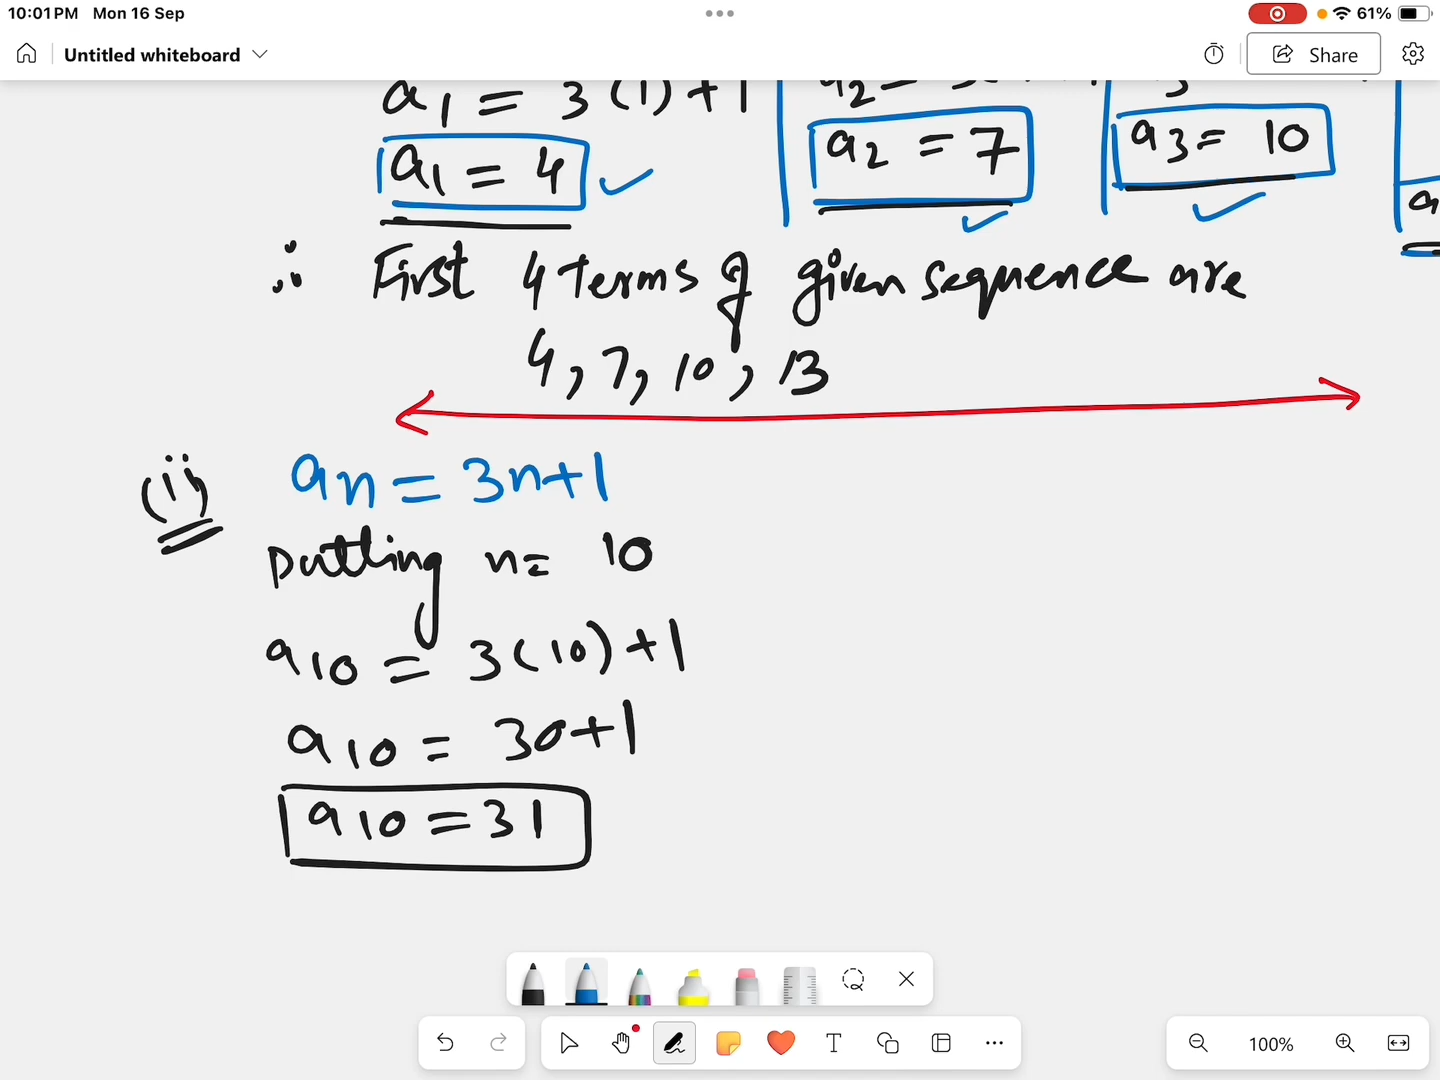 10:01 PM Mon 16 Sep
61%
Untitled whiteboard
Share
a1 = 3(1)+1
a1 = 4
a2 = 7
a3 = 10
∴ First 4 terms of given sequence are
4, 7, 10, 13
(ii) an = 3n+1
Putting n = 10
a10 = 3(10)+1
a10 = 30+1
a10 = 31
T
100%